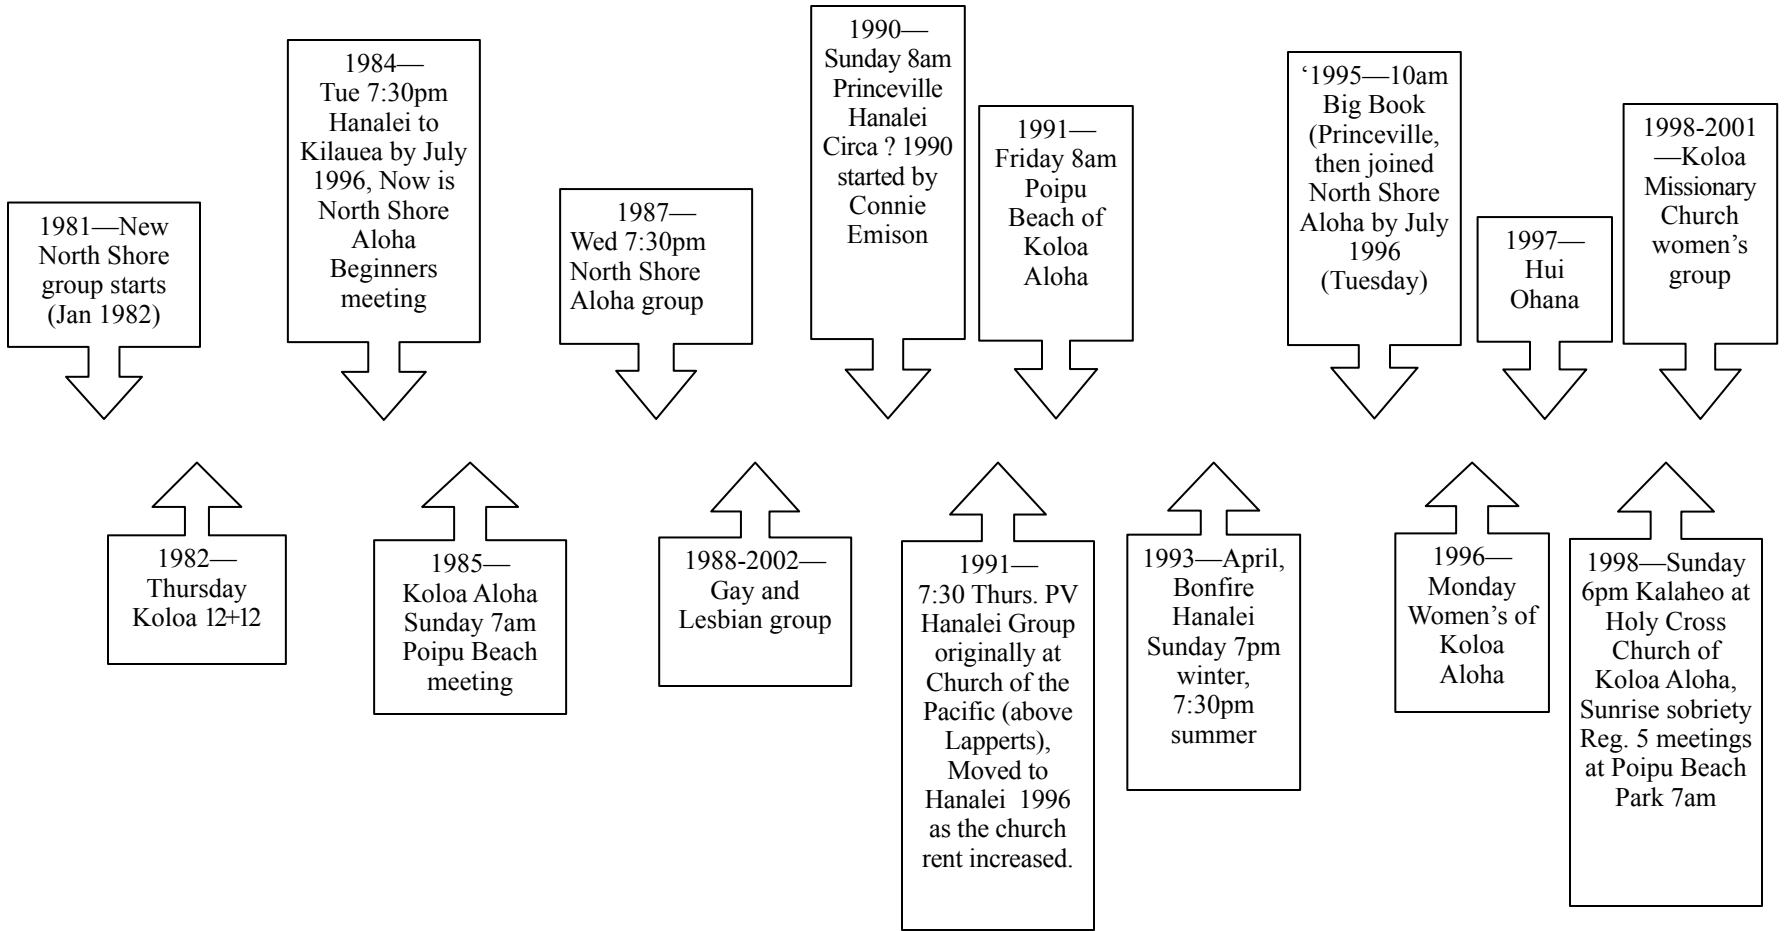 1981—New
North Shore
group starts
(Jan 1982)
1984—
Tue 7:30pm
Hanalei to
Kilauea by July
1996, Now is
North Shore
Aloha
Beginners
meeting
1987—
Wed 7:30pm
North Shore
Aloha group
1990—
Sunday 8am
Princeville
Hanalei
Circa ? 1990
started by
Connie
Emison
1991—
Friday 8am
Poipu
Beach of
Koloa
Aloha
‘1995—10am
Big Book
(Princeville,
then joined
North Shore
Aloha by July
1996
(Tuesday)
1997—
Hui
Ohana
1998-2001
—Koloa
Missionary
Church
women’s
group
1982—
Thursday
Koloa 12+12
1985—
Koloa Aloha
Sunday 7am
Poipu Beach
meeting
1988-2002—
Gay and
Lesbian group
1991—
7:30 Thurs. PV
Hanalei Group
originally at
Church of the
Pacific (above
Lapperts),
Moved to
Hanalei 1996
as the church
rent increased.
1993—April,
Bonfire
Hanalei
Sunday 7pm
winter,
7:30pm
summer
1996—
Monday
Women’s of
Koloa
Aloha
1998—Sunday
6pm Kalaheo at
Holy Cross
Church of
Koloa Aloha,
Sunrise sobriety
Reg. 5 meetings
at Poipu Beach
Park 7am